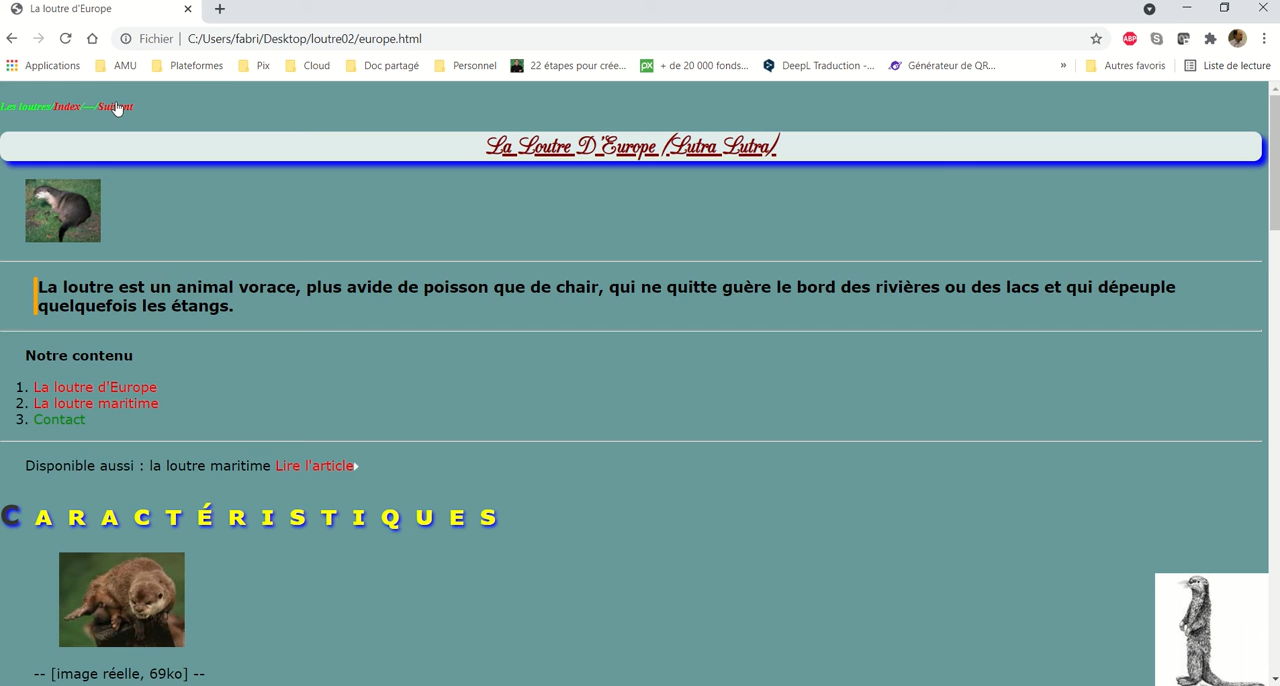 La loutre d'Europe
Fichier
C:/Users/fabri/Desktop/loutre02/europe.html
ABP
Applications
AMU
Plateformes
Pix
Cloud
Doc partagé
Personnel
22 étapes pour crée...
px
+ de 20 000 fonds...
DeepL Traduction -...
Générateur de QR...
»
Autres favoris
Liste de lecture
Les loutres/Index/---/Suivant
La Loutre D'Europe (Lutra Lutra)
La loutre est un animal vorace, plus avide de poisson que de chair, qui ne quitte guère le bord des rivières ou des lacs et qui dépeuple
quelquefois les étangs.
Notre contenu
1. La loutre d'Europe
2. La loutre maritime
3. Contact
Disponible aussi : la loutre maritime Lire l'article
CARACTÉRISTIQUES
-- [image réelle, 69ko] --